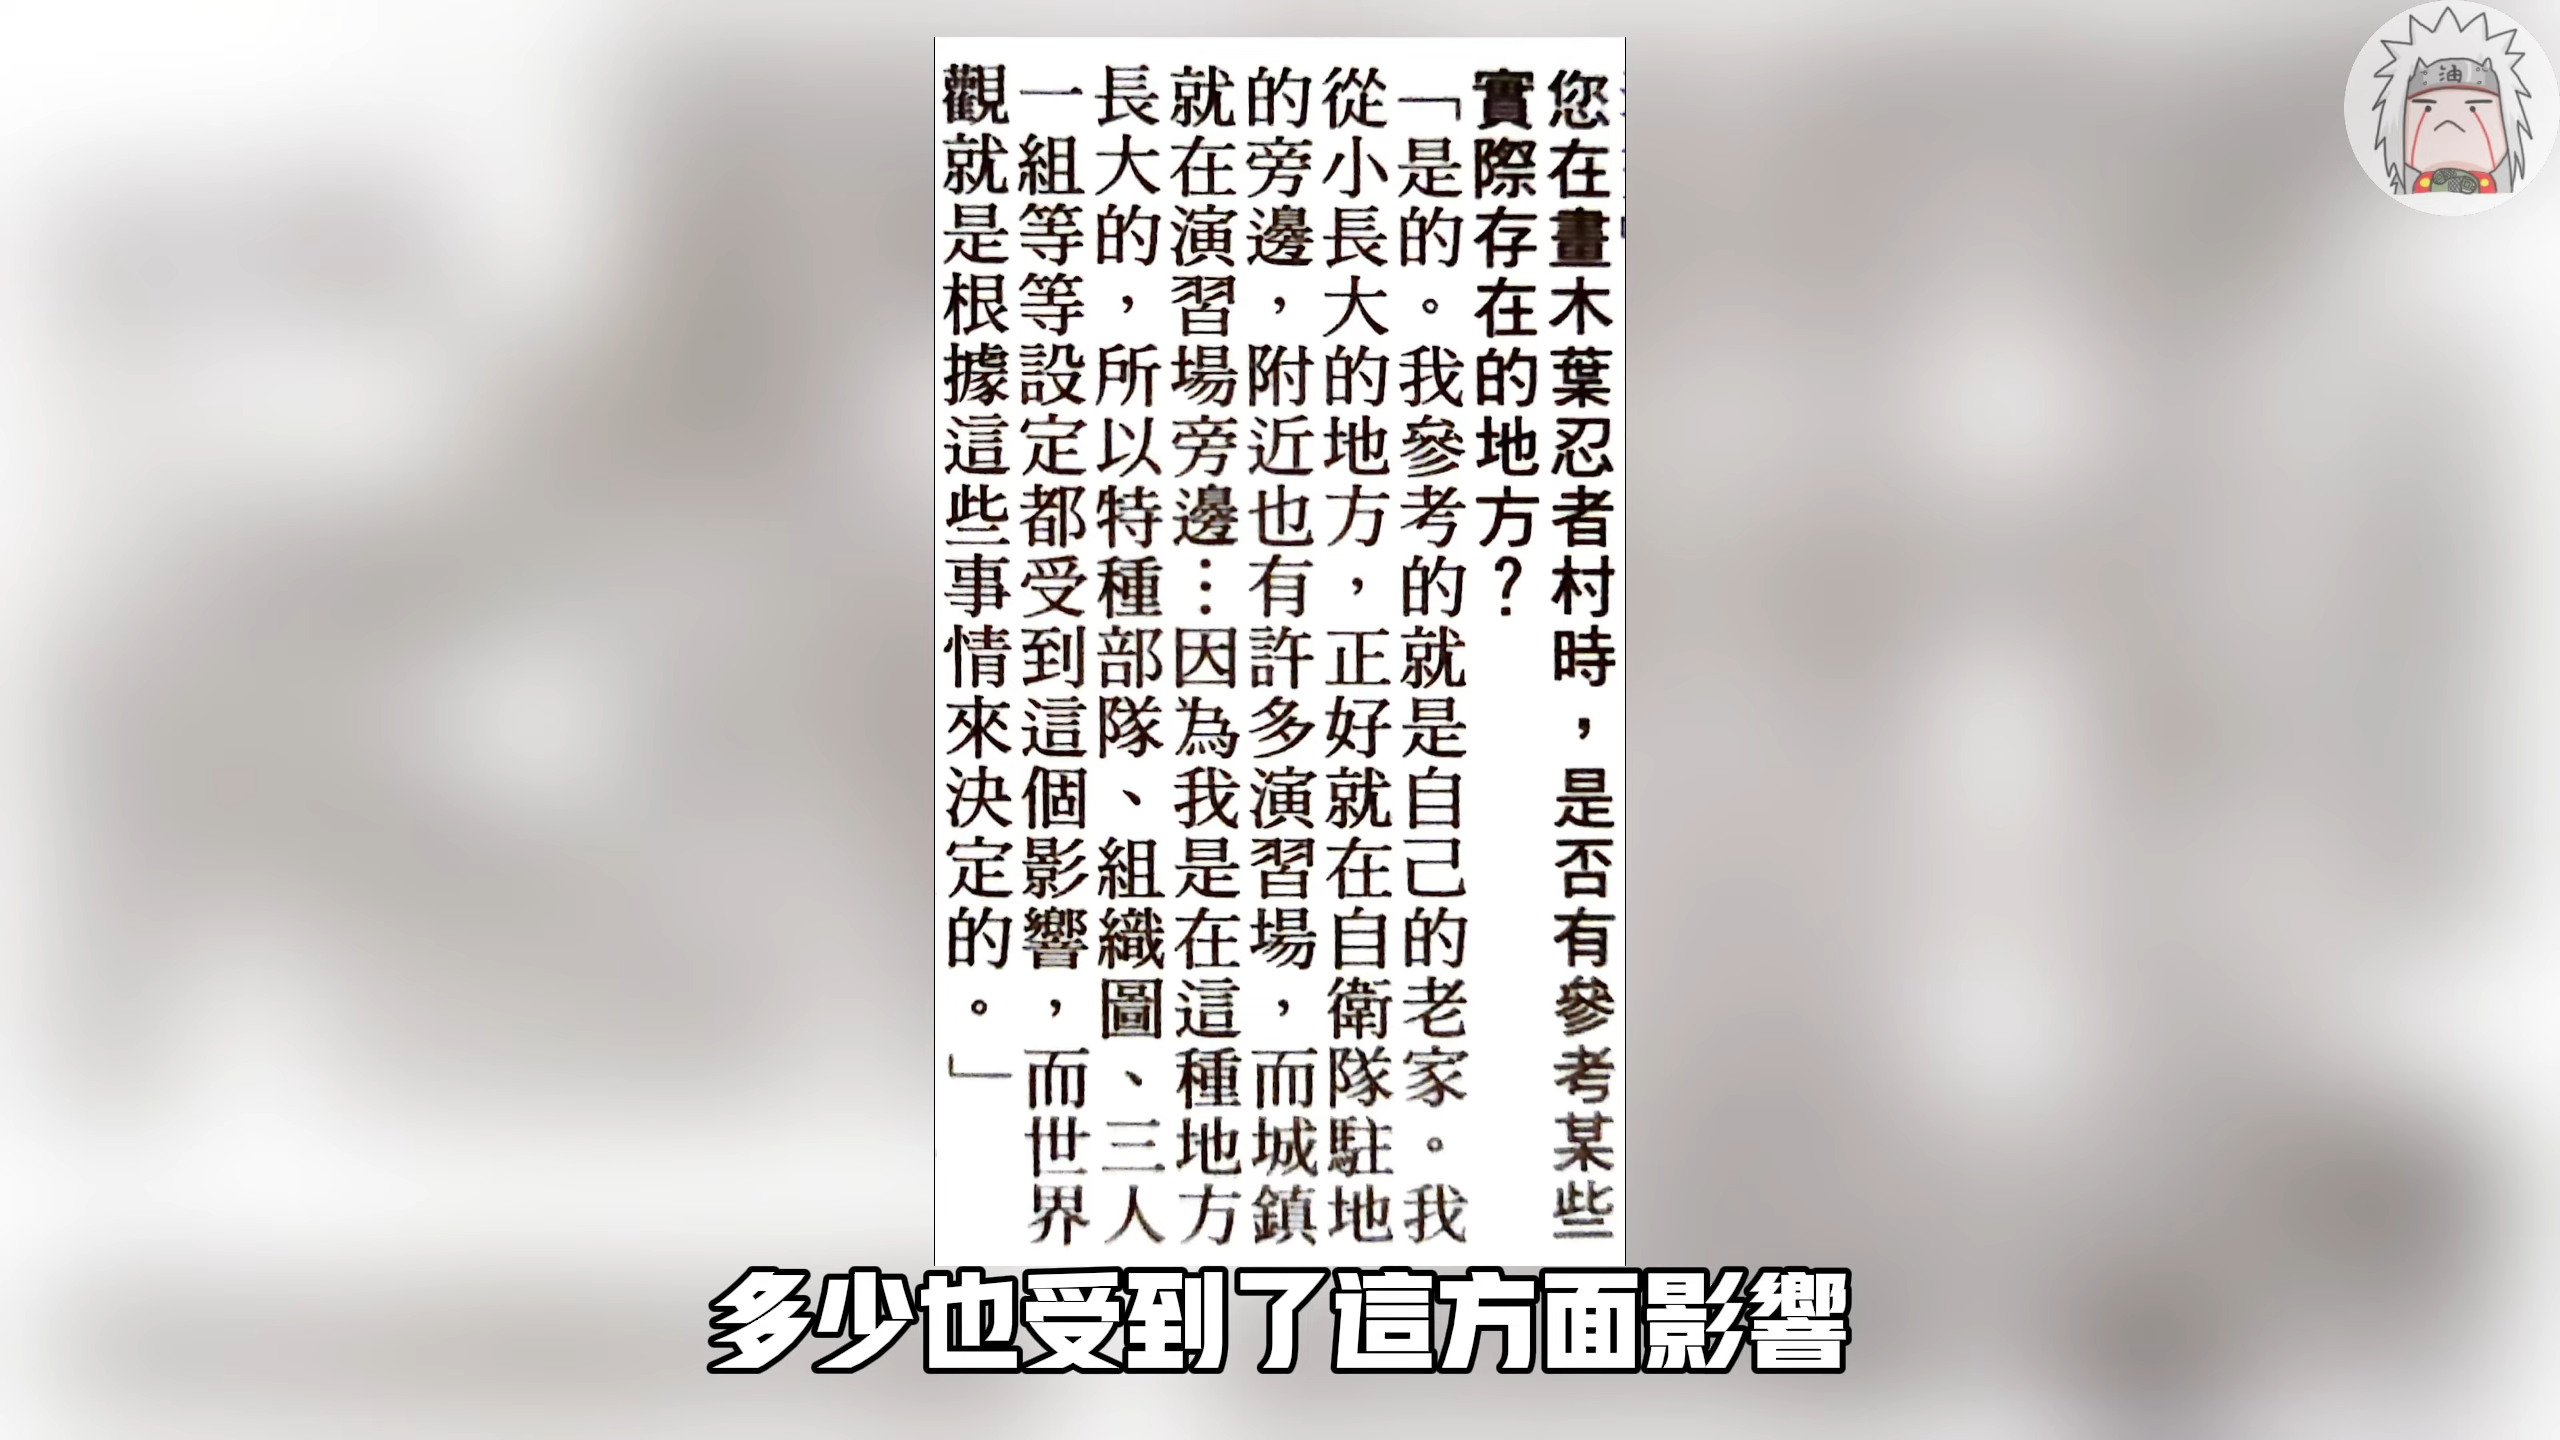 您在畫木葉忍者村時，是否有參考某些
實際存在的地方？
「是的。我參考的就是自己的老家。我
從小長大的地方，正好就在自衛隊駐地
的旁邊，附近也有許多演習場，而城鎮
就在演習場旁邊…因為我是在這種地方
長大的，所以特種部隊、組織圖、三人
一組等等設定都受到這個影響，而世界
觀就是根據這些事情來決定的。」
多少也受到了這方面影響
油